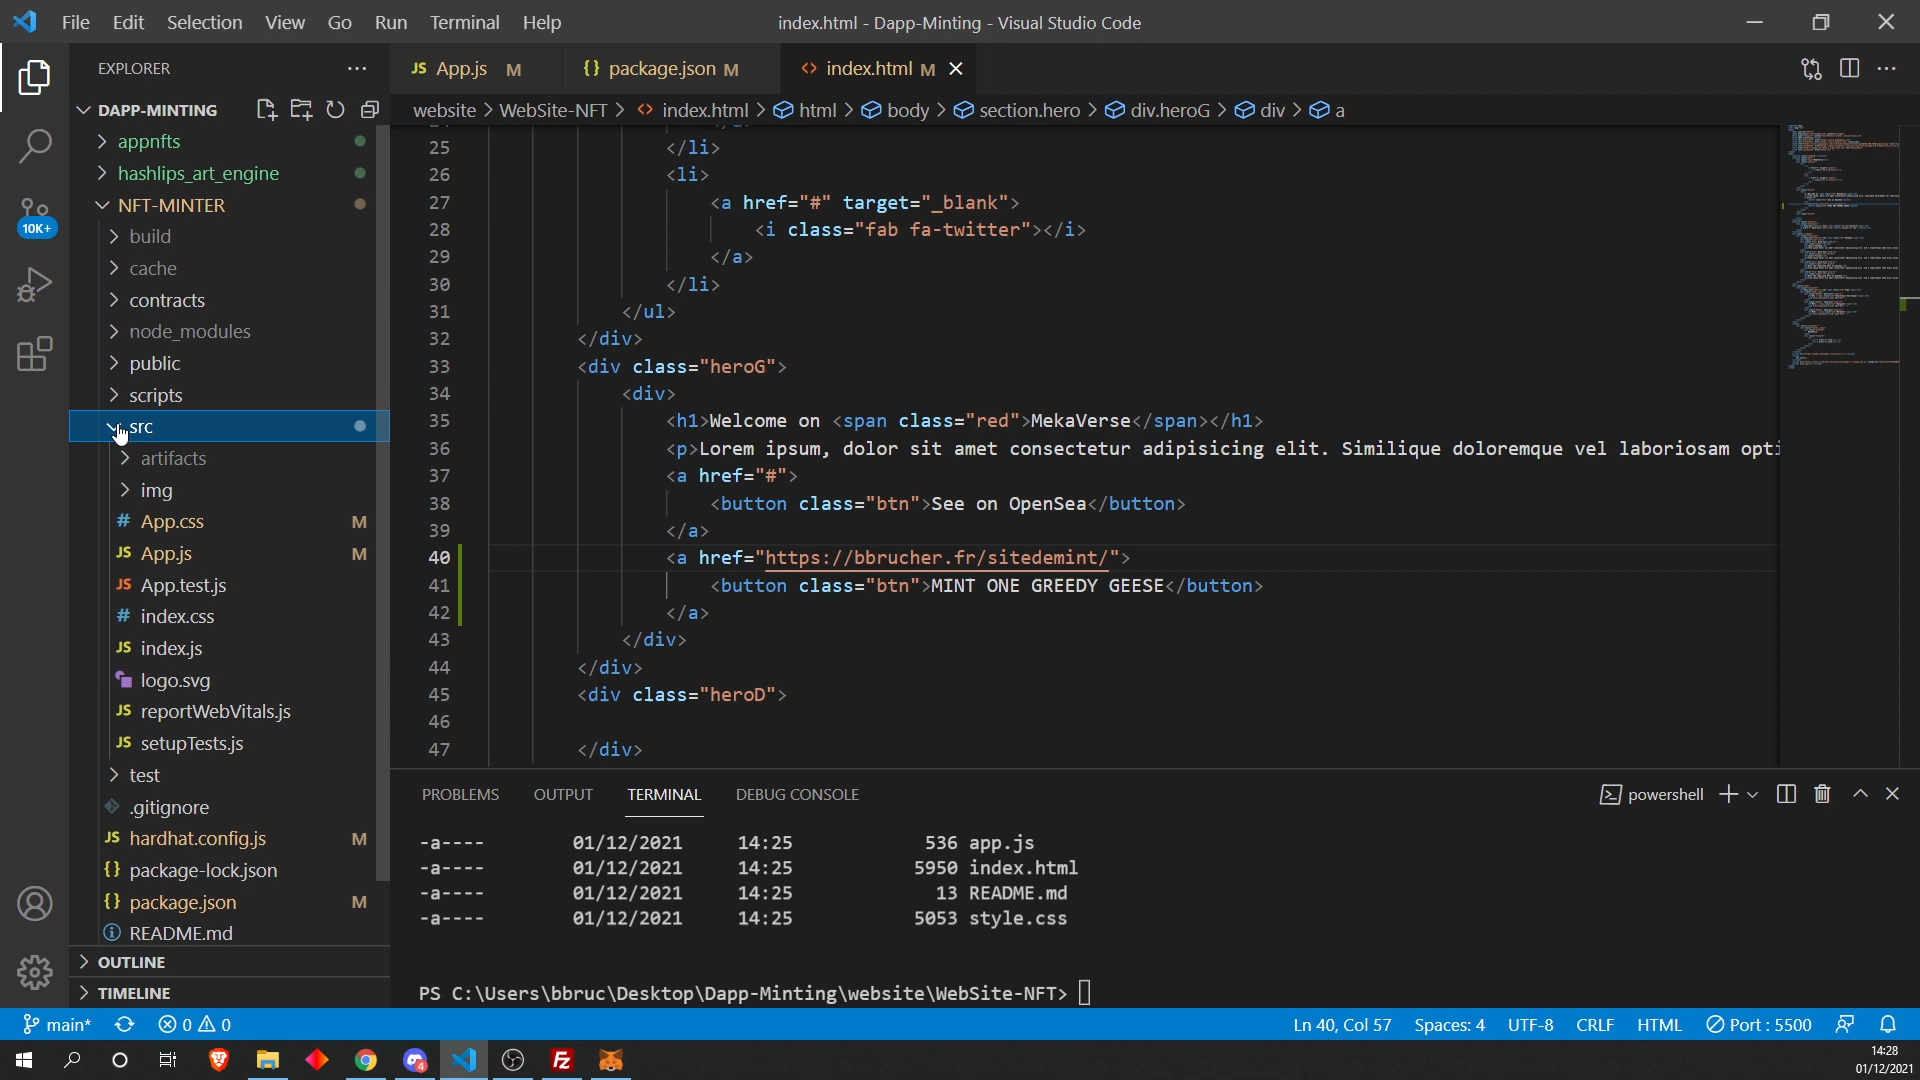 File Edit Selection View Go Run Terminal Help
index.html - Dapp-Minting - Visual Studio Code
EXPLORER
DAPP-MINTING
appnfts
hashlips_art_engine
NFT-MINTER
build
cache
contracts
node_modules
public
scripts
src
artifacts
img
# App.css M
JS App.js M
JS App.test.js
# index.css
JS index.js
logo.svg
JS reportWebVitals.js
JS setupTests.js
test
.gitignore
JS hardhat.config.js M
{} package-lock.json
{} package.json M
README.md
OUTLINE
TIMELINE
10K+
JS App.js M
{} package.json M
<> index.html M
website > WebSite-NFT > <> index.html > html > body > section.hero > div.heroG > div > a
25 </li>
26 <li>
27 <a href="#" target="_blank">
28 <i class="fab fa-twitter"></i>
29 </a>
30 </li>
31 </ul>
32 </div>
33 <div class="heroG">
34 <div>
35 <h1>Welcome on <span class="red">MekaVerse</span></h1>
36 <p>Lorem ipsum, dolor sit amet consectetur adipisicing elit. Similique doloremque vel laboriosam opti
37 <a href="#">
38 <button class="btn">See on OpenSea</button>
39 </a>
40 <a href="https://bbrucher.fr/sitedemint/">
41 <button class="btn">MINT ONE GREEDY GEESE</button>
42 </a>
43 </div>
44 </div>
45 <div class="heroD">
46
47 </div>
PROBLEMS OUTPUT TERMINAL DEBUG CONSOLE
powershell
-a---- 01/12/2021 14:25 536 app.js
-a---- 01/12/2021 14:25 5950 index.html
-a---- 01/12/2021 14:25 13 README.md
-a---- 01/12/2021 14:25 5053 style.css
PS C:\Users\bbruc\Desktop\Dapp-Minting\website\WebSite-NFT>
main* 0 0
Ln 40, Col 57 Spaces: 4 UTF-8 CRLF HTML Port : 5500
4
Fz
14:28
01/12/2021